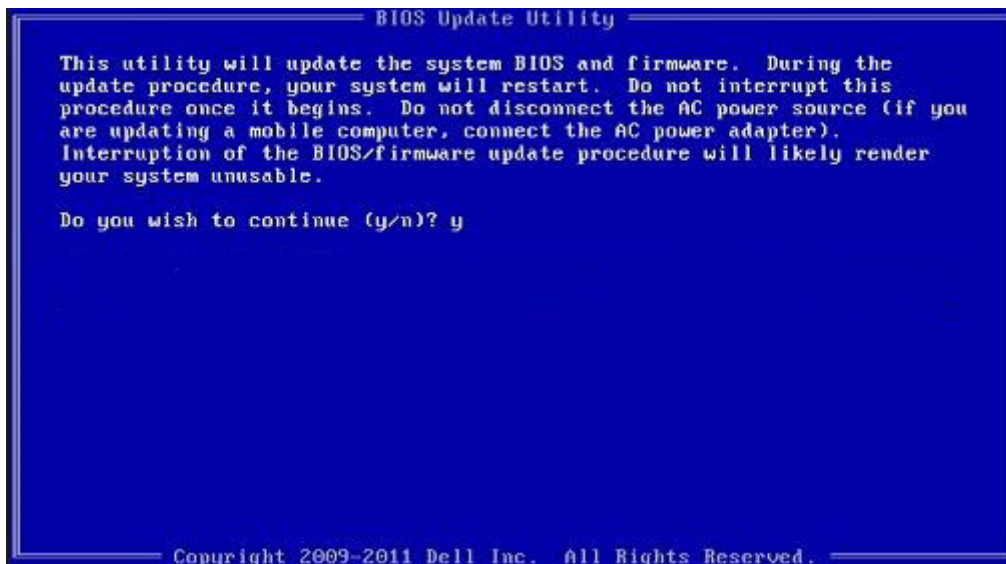 BIOS Update Utility
This utility will update the system BIOS and firmware. During the
update procedure, your system will restart. Do not interrupt this
procedure once it begins. Do not disconnect the AC power source (if you
are updating a mobile computer, connect the AC power adapter).
Interruption of the BIOS/firmware update procedure will likely render
your system unusable.
Do you wish to continue (y/n)? y
Copyright 2009-2011 Dell Inc. All Rights Reserved.